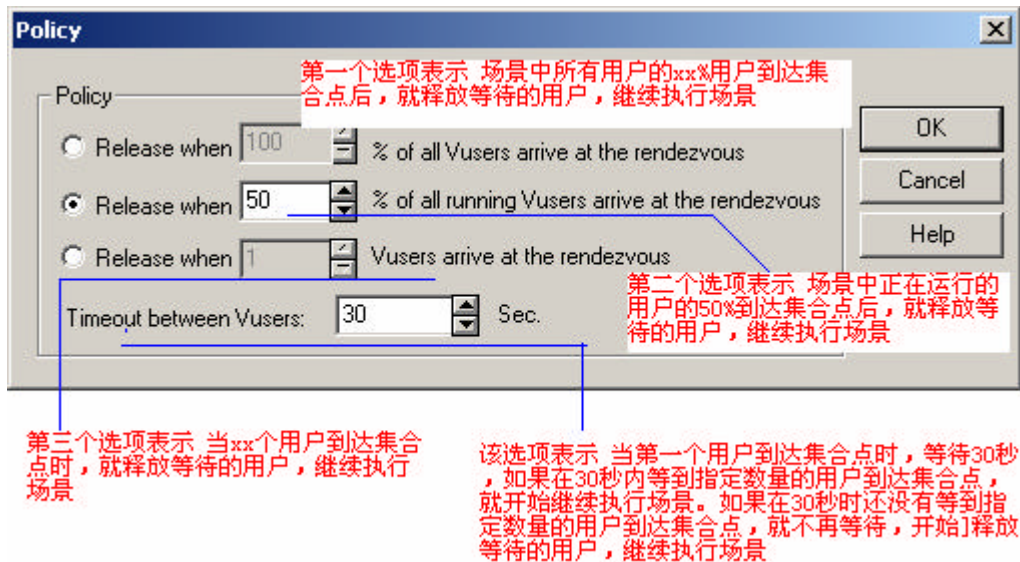 Policy
第一个选项表示 场景中所有用户的xx%用户到达集
合点后，就释放等待的用户，继续执行场景
Policy
Release when 100 % of all Vusers arrive at the rendezvous
OK
Release when 50 % of all running Vusers arrive at the rendezvous
Cancel
Release when 1 Vusers arrive at the rendezvous
Help
第二个选项表示 场景中正在运行的
用户的50%到达集合点后，就释放等
待的用户，继续执行场景
Timeout between Vusers: 30 Sec.
第三个选项表示 当xx个用户到达集合
点时，就释放等待的用户，继续执行
场景
该选项表示 当第一个用户到达集合点时，等待30秒
，如果在30秒内等到指定数量的用户到达集合点，
就开始继续执行场景。如果在30秒时还没有等到指
定数量的用户到达集合点，就不再等待，开始]释放
等待的用户，继续执行场景